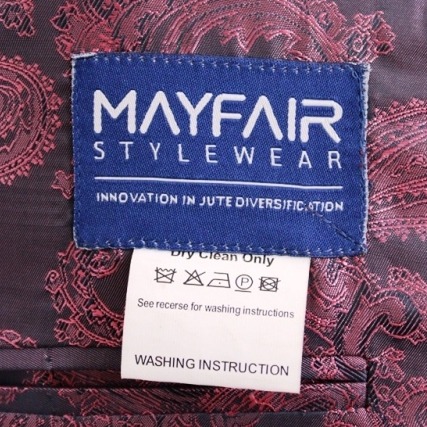 MAYFAIR
STYLEWEAR
INNOVATION IN JUTE DIVERSIFICATION
Dry Clean Only
P
See recerse for washing instructions
WASHING INSTRUCTION